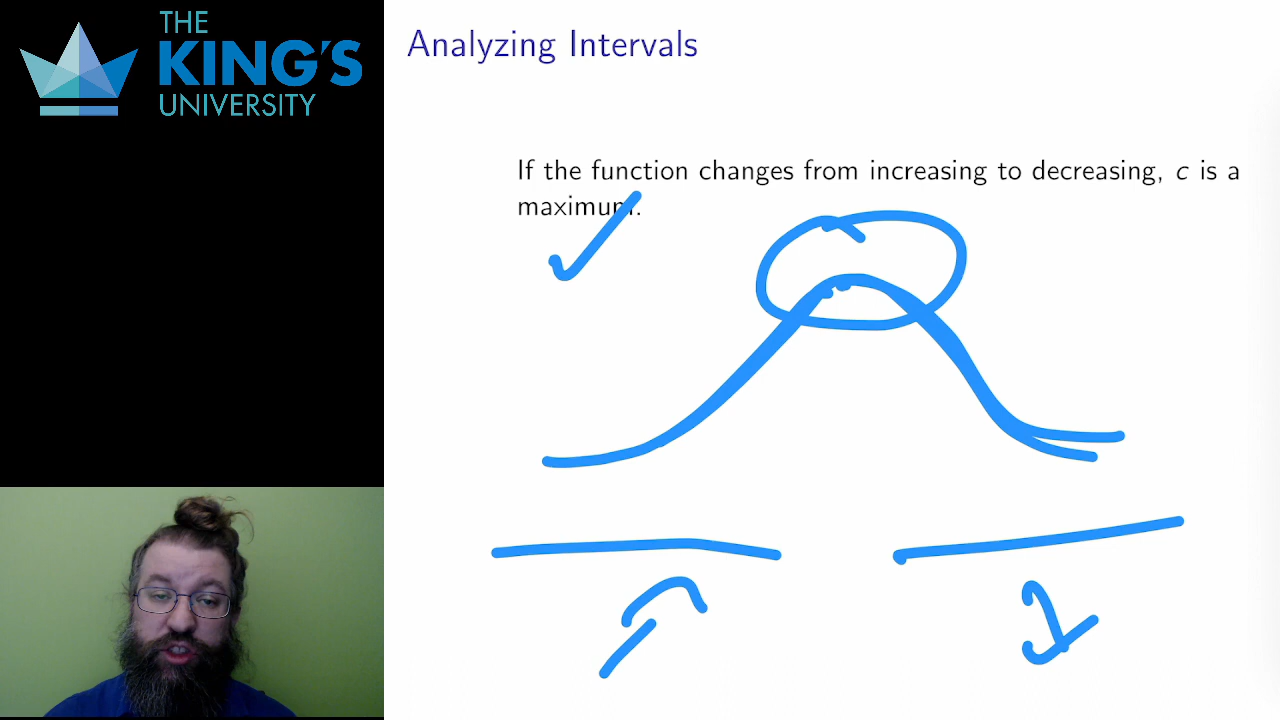 THE
KING'S
UNIVERSITY
Analyzing Intervals
If the function changes from increasing to decreasing, c is a
maximum.